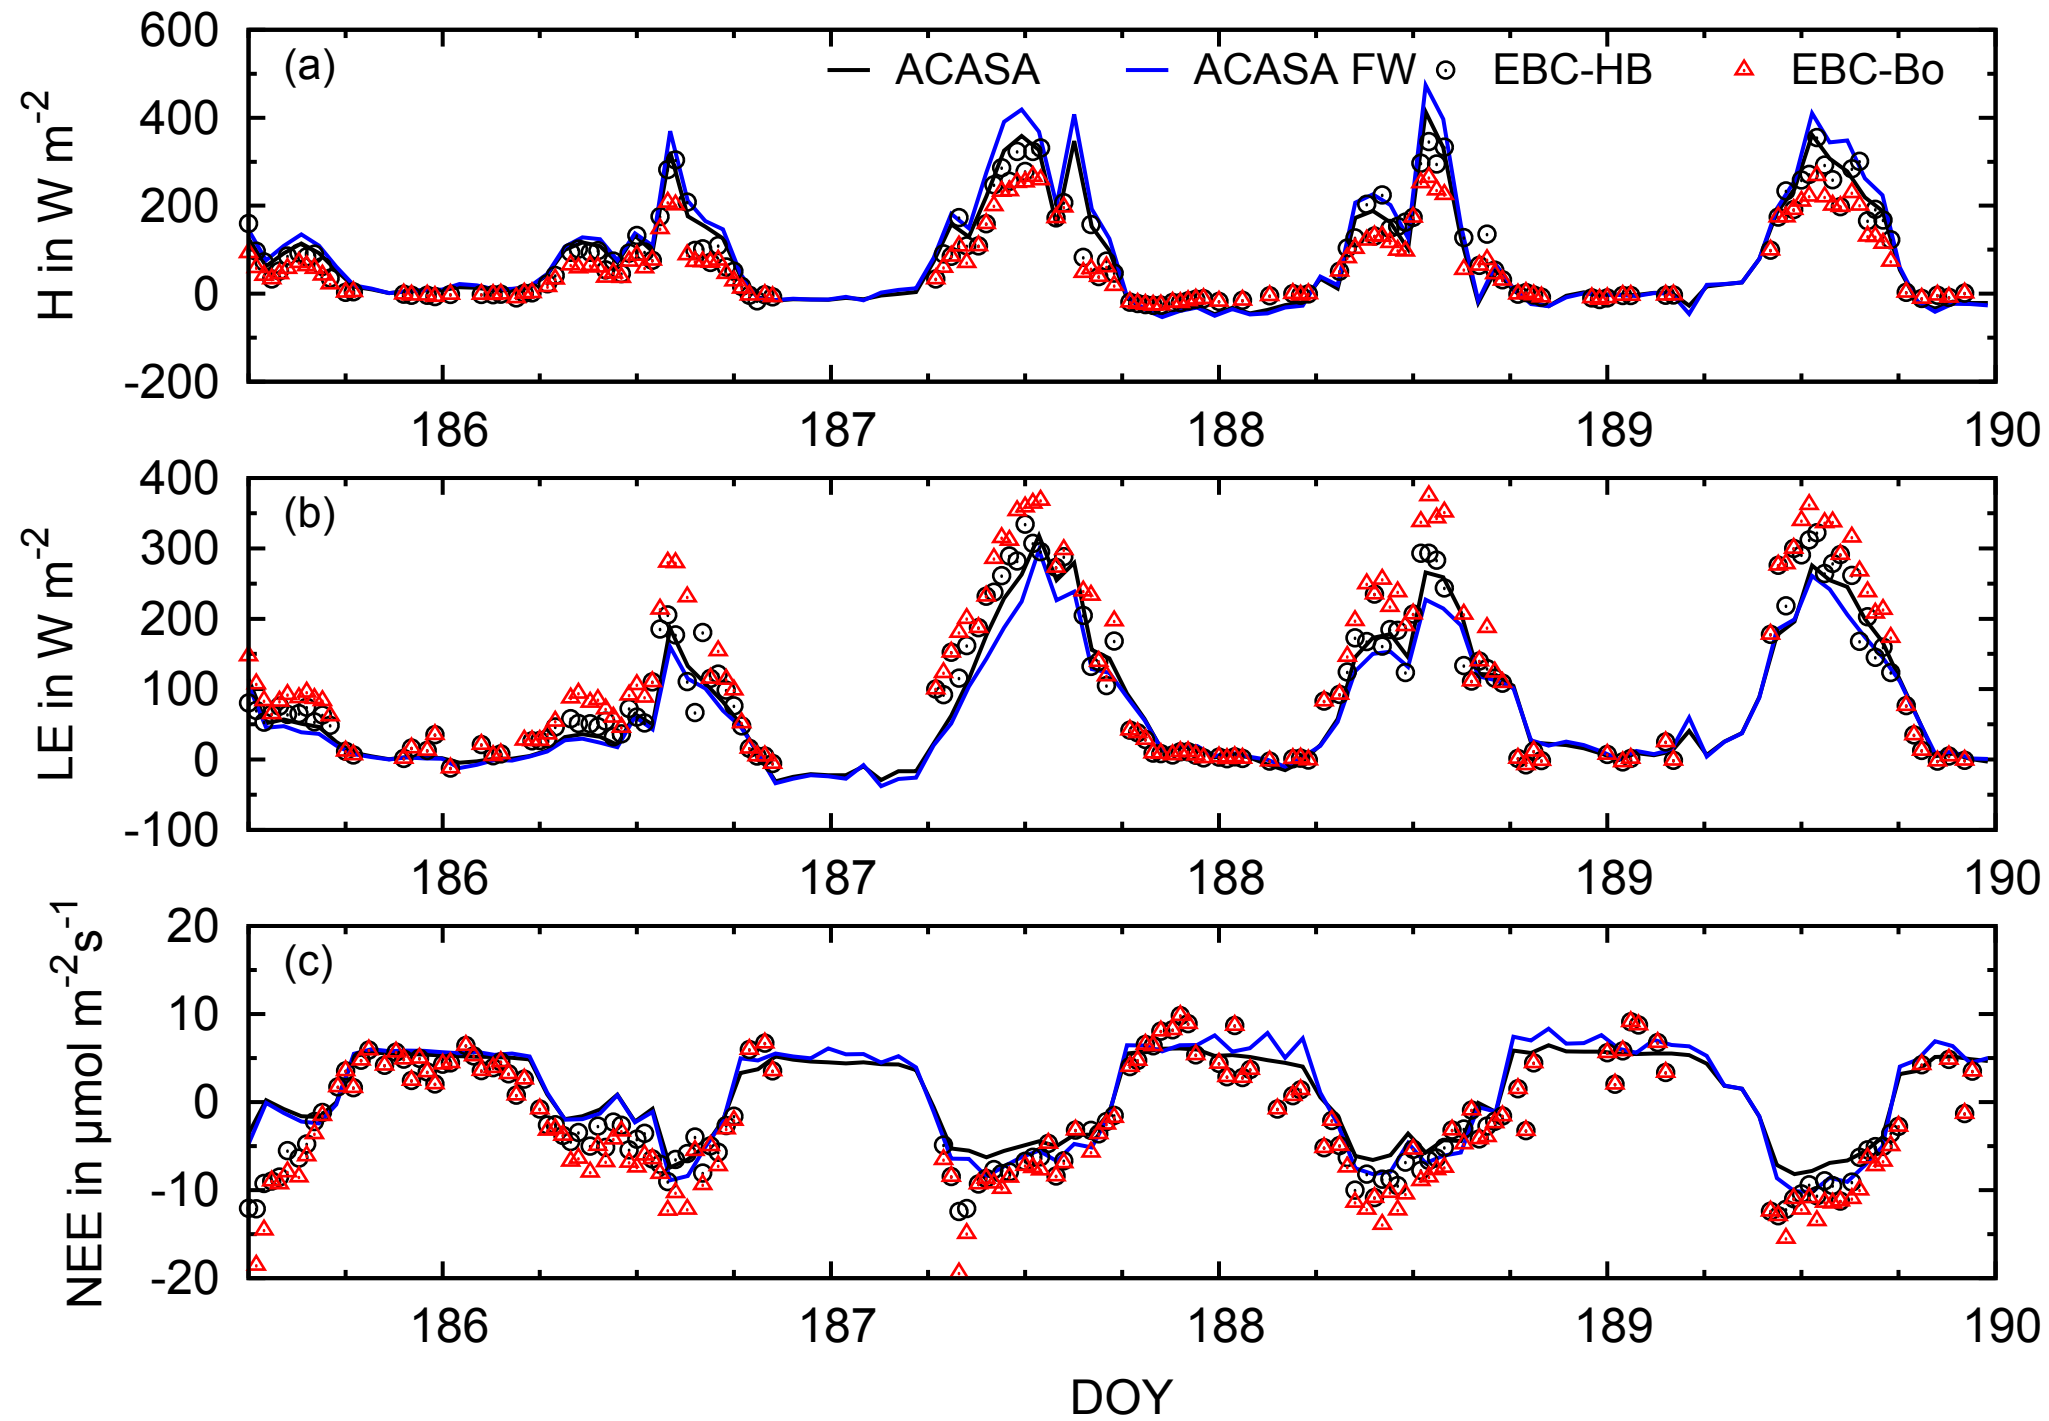 600
400
200
0
-200
H in W m⁻²
(a)
ACASA
ACASA FW
EBC-HB
EBC-Bo
186
187
188
189
190
400
300
200
100
0
-100
LE in W m⁻²
(b)
186
187
188
189
190
20
10
0
-10
-20
NEE in μmol m⁻²s⁻¹
(c)
186
187
188
189
190
DOY